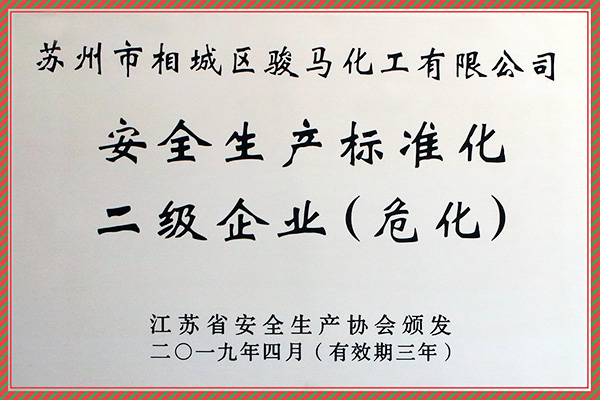 苏州市相城区骏马化工有限公司
安全生产标准化
二级企业(危化)
江苏省安全生产协会颁发
二〇一九年四月(有效期三年)